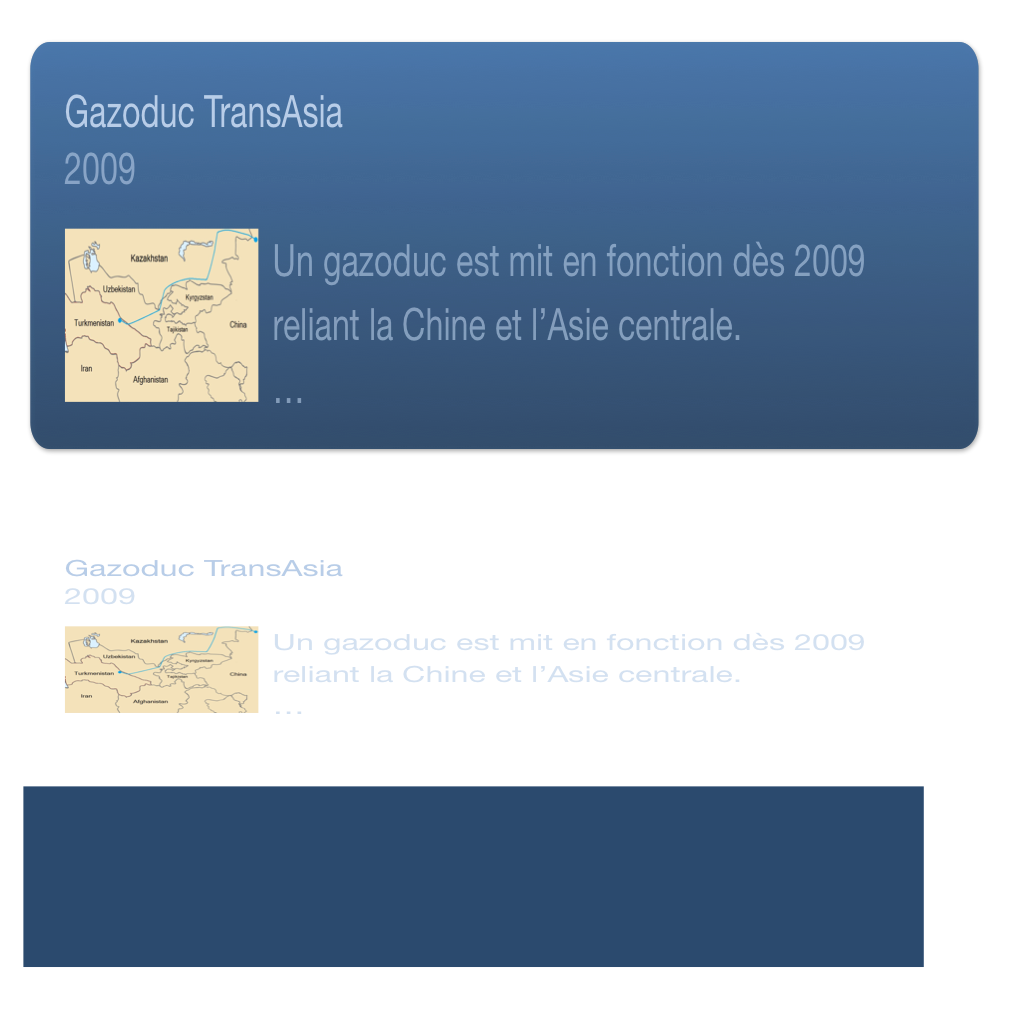 Gazoduc TransAsia
2009
Kazakhstan
Uzbekistan
Kyrgyzstan
Turkmenistan
Tajikistan
China
Iran
Afghanistan
Un gazoduc est mit en fonction dès 2009
reliant la Chine et l’Asie centrale.
...
Gazoduc TransAsia
2009
Kazakhstan
Uzbekistan
Kyrgyzstan
Turkmenistan
Tajikistan
China
Iran
Afghanistan
Un gazoduc est mit en fonction dès 2009
reliant la Chine et l’Asie centrale.
...